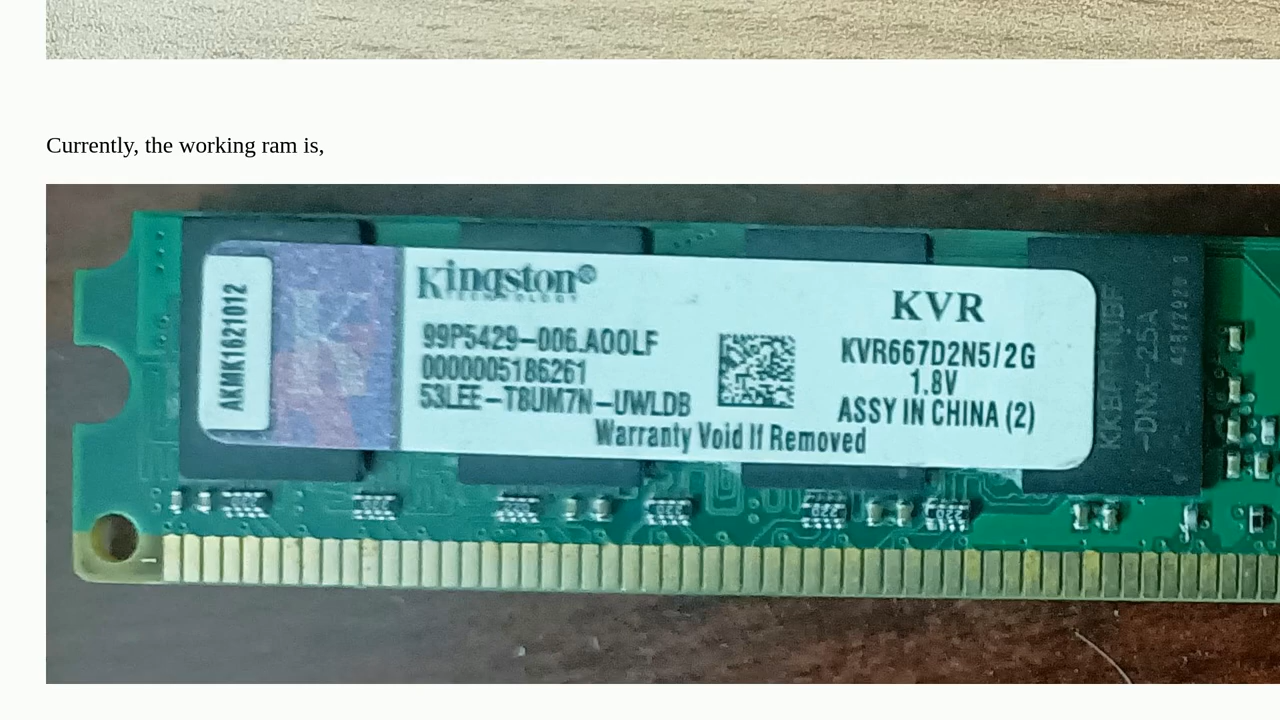 Currently, the working ram is,
AKMK1621012
Kingston®
TECHNOLOGY
99P5429-006.A00LF
0000005186261
53LEE-T8UM7N-UWLDB
KVR
KVR667D2N5/2G
1.8V
ASSY IN CHINA (2)
Warranty Void If Removed
-DNX-25A